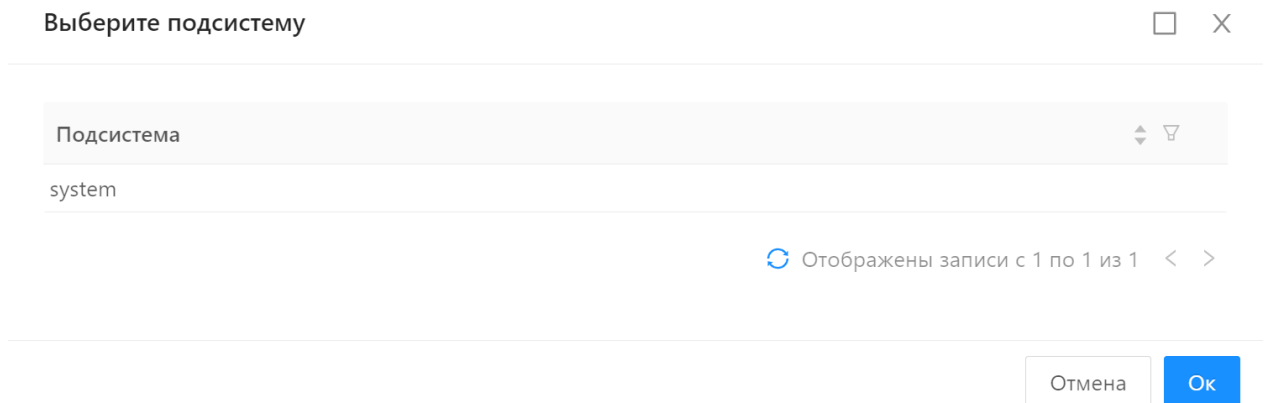 Выберите подсистему
Подсистема
system
Отображены записи с 1 по 1 из 1
Отмена
Ок